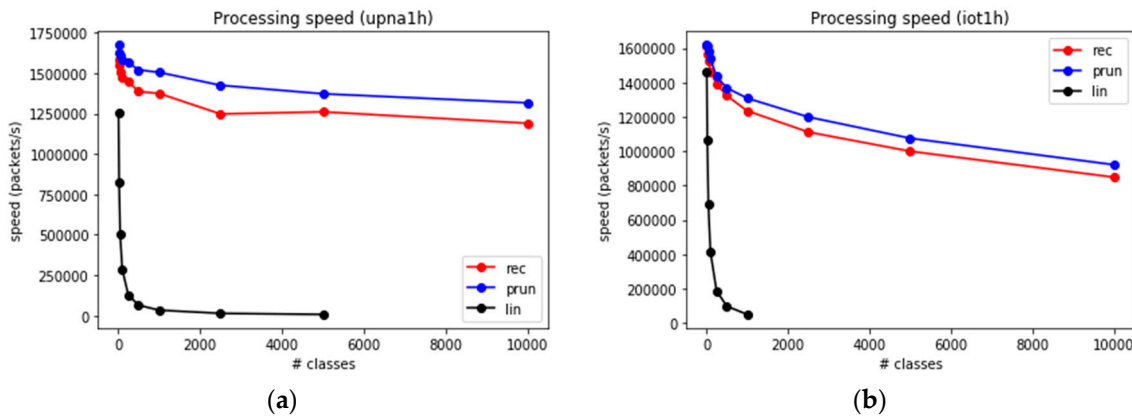 Processing speed (upna1h)
1750000
1500000
1250000
1000000
750000
500000
250000
0
speed (packets/s)
0 2000 4000 6000 8000 10000
# classes
rec
prun
lin
(a)
Processing speed (iot1h)
1600000
1400000
1200000
1000000
800000
600000
400000
200000
0
speed (packets/s)
0 2000 4000 6000 8000 10000
# classes
rec
prun
lin
(b)